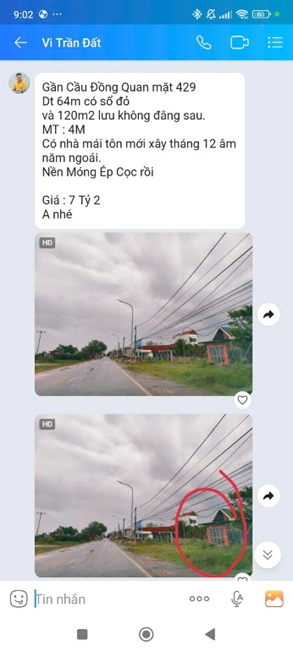 9:02
60
Vi Trần Đất
Gần Cầu Đồng Quan mặt 429
Dt 64m có sổ đỏ
và 120m2 lưu không đằng sau.
MT : 4M
Có nhà mái tôn mới xây tháng 12 âm
năm ngoái.
Nền Móng Ép Cọc rồi
Giá : 7 Tỷ 2
A nhé
HD
HD
Tin nhắn